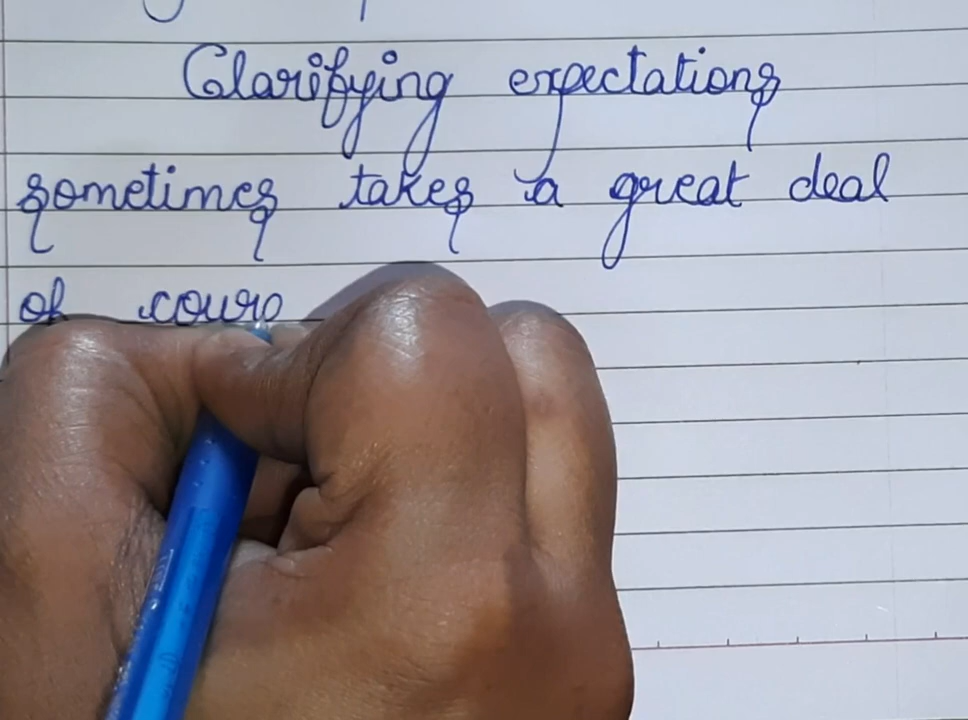 Clarifying expectations
sometimes takes a great deal
of